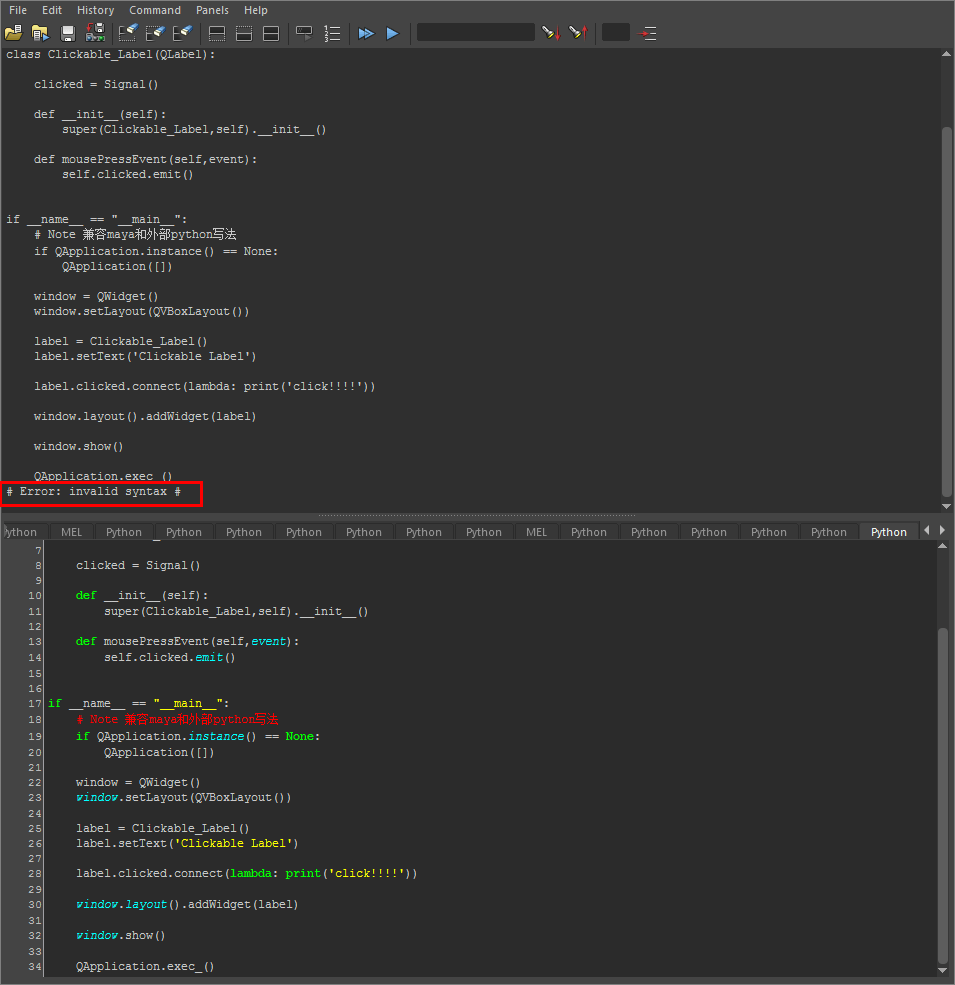 File Edit History Command Panels Help
class Clickable_Label(QLabel):
    clicked = Signal()
    def __init__(self):
        super(Clickable_Label,self).__init__()
    def mousePressEvent(self,event):
        self.clicked.emit()
if __name__ == "__main__":
    # Note 兼容maya和外部python写法
    if QApplication.instance() == None:
        QApplication([])
    window = QWidget()
    window.setLayout(QVBoxLayout())
    label = Clickable_Label()
    label.setText('Clickable Label')
    label.clicked.connect(lambda: print('click!!!!'))
    window.layout().addWidget(label)
    window.show()
    QApplication.exec_()
# Error: invalid syntax #
ython MEL Python Python Python Python Python Python Python MEL Python Python Python Python Python Python
7
8     clicked = Signal()
9
10     def __init__(self):
11         super(Clickable_Label,self).__init__()
12
13     def mousePressEvent(self,event):
14         self.clicked.emit()
15
16
17 if __name__ == "__main__":
18     # Note 兼容maya和外部python写法
19     if QApplication.instance() == None:
20         QApplication([])
21
22     window = QWidget()
23     window.setLayout(QVBoxLayout())
24
25     label = Clickable_Label()
26     label.setText('Clickable Label')
27
28     label.clicked.connect(lambda: print('click!!!!'))
29
30     window.layout().addWidget(label)
31
32     window.show()
33
34     QApplication.exec_()